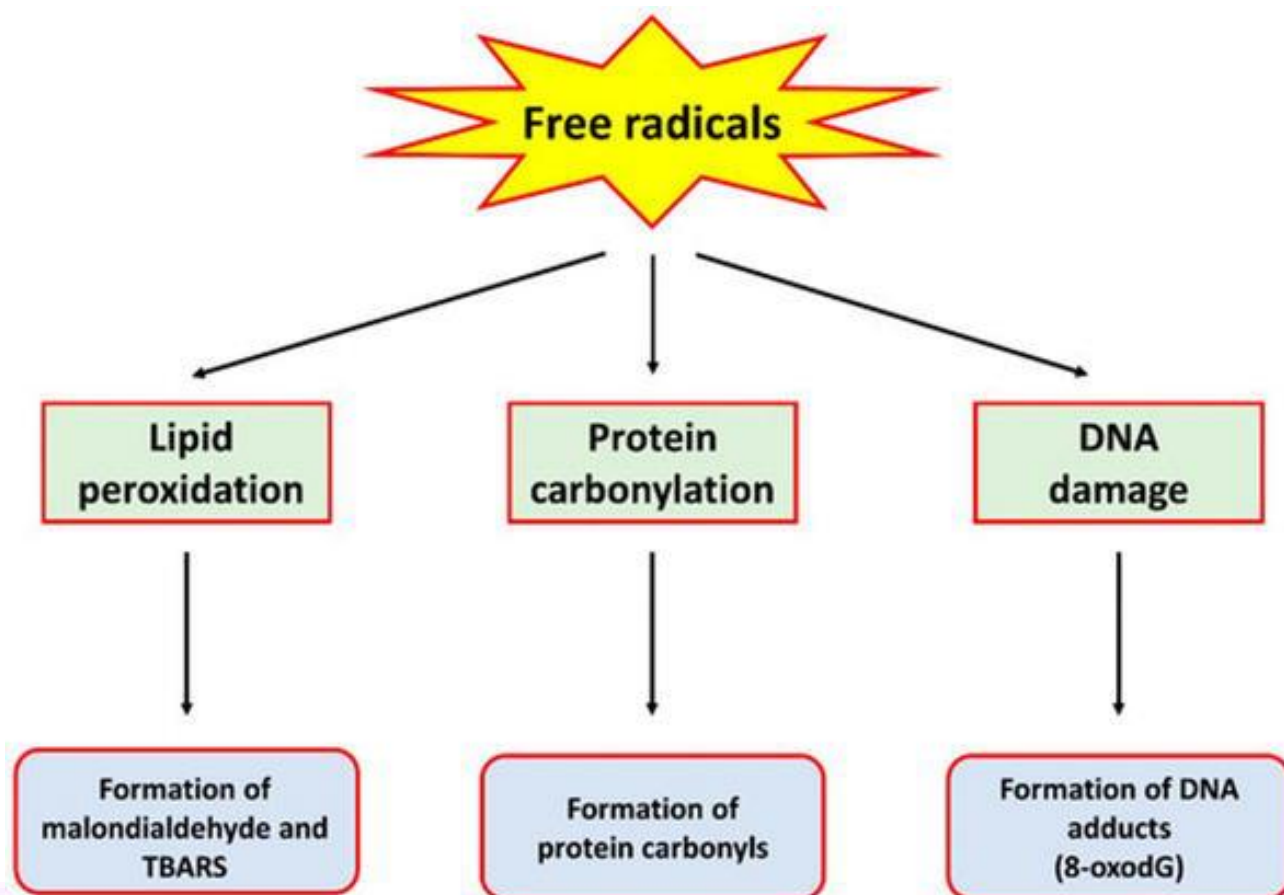 Free radicals
Lipid
peroxidation
Protein
carbonylation
DNA
damage
Formation of
malondialdehyde and
TBARS
Formation of
protein carbonyls
Formation of DNA
adducts
(8-oxodG)